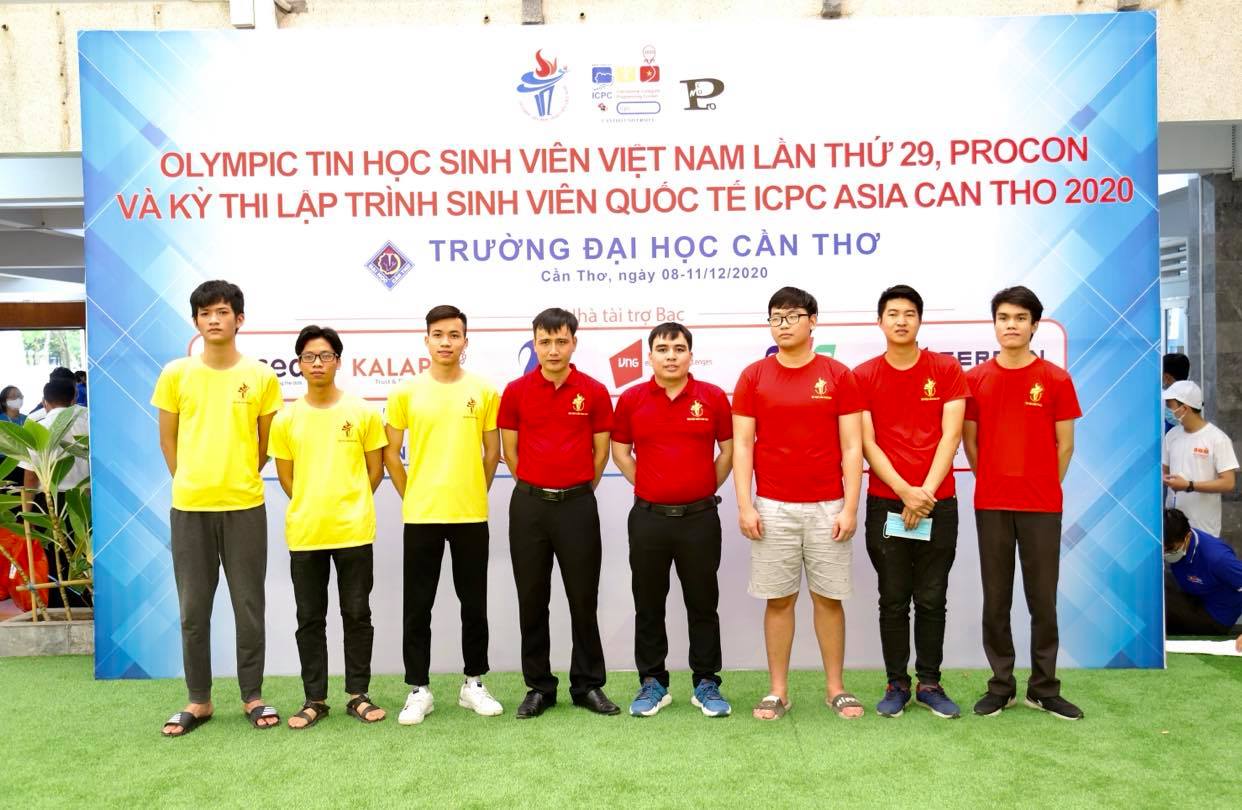 ICPC
OLYMPIC TIN HỌC SINH VIÊN VIỆT NAM LẦN THỨ 29, PROCON
VÀ KỲ THI LẬP TRÌNH SINH VIÊN QUỐC TẾ ICPC ASIA CAN THO 2020
TRƯỜNG ĐẠI HỌC CẦN THƠ
Cần Thơ, ngày 08-11/12/2020
tài trợ Bạc
KALAP
Trust &
VNG